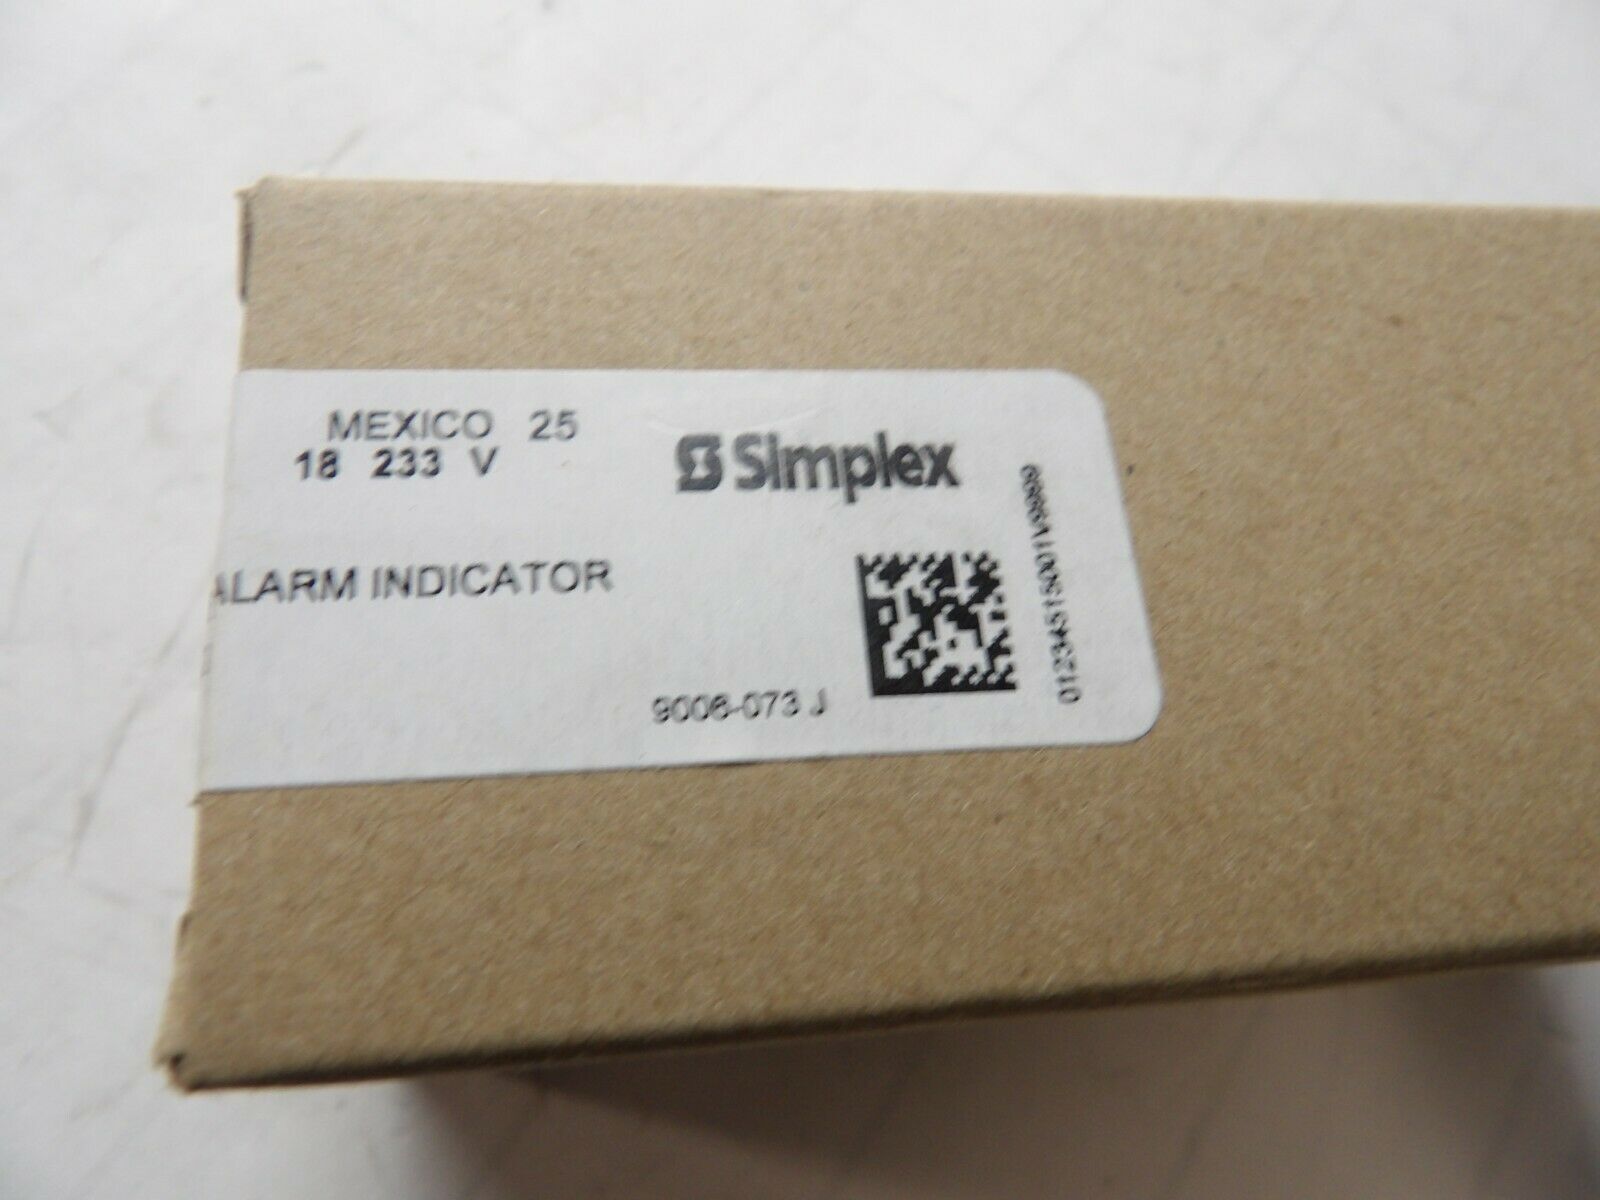 MEXICO 25
18 233 V
Simplex
ALARM INDICATOR
9006-073 J